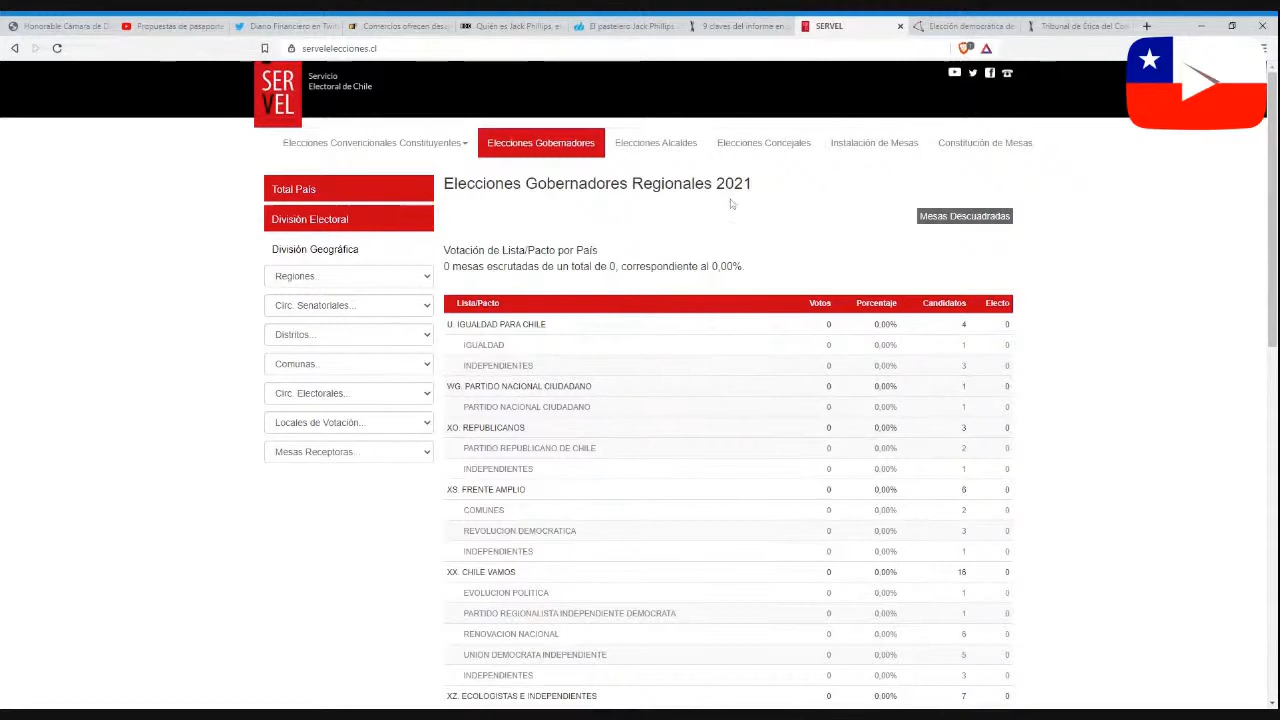 Honorable Cámara de D
Propuestas de pasapor
Diario Financiero en Twit
Comercios ofrecen des
Quién es Jack Phillips, e
El pastelero Jack Phillip
9 claves del informe en
SERVEL
Elección democrática de
Tribunal de Ética del Co
servelelecciones.cl
SER
VEL
Servicio
Electoral de Chile
Elecciones Convencionales Constituyentes
Elecciones Gobernadores
Elecciones Alcaldes
Elecciones Concejales
Instalación de Mesas
Constitución de Mesas
Total País
División Electoral
División Geográfica
Regiones..
Circ. Senatoriales...
Distritos...
Comunas..
Circ. Electorales...
Locales de Votación...
Mesas Receptoras..
Elecciones Gobernadores Regionales 2021
Mesas Descuadradas
Votación de Lista/Pacto por País
0 mesas escrutadas de un total de 0, correspondiente al 0,00%.
Lista/Pacto Votos Porcentaje Candidatos Electo
U. IGUALDAD PARA CHILE 0 0,00% 4 0
IGUALDAD 0 0,00% 1 0
INDEPENDIENTES 0 0,00% 3 0
WG. PARTIDO NACIONAL CIUDADANO 0 0,00% 1 0
PARTIDO NACIONAL CIUDADANO 0 0,00% 1 0
XO. REPUBLICANOS 0 0,00% 3 0
PARTIDO REPUBLICANO DE CHILE 0 0,00% 2 0
INDEPENDIENTES 0 0,00% 1 0
XS. FRENTE AMPLIO 0 0,00% 6 0
COMUNES 0 0,00% 2 0
REVOLUCION DEMOCRATICA 0 0,00% 3 0
INDEPENDIENTES 0 0,00% 1 0
XX. CHILE VAMOS 0 0,00% 16 0
EVOLUCION POLITICA 0 0,00% 1 0
PARTIDO REGIONALISTA INDEPENDIENTE DEMOCRATA 0 0,00% 1 0
RENOVACION NACIONAL 0 0,00% 6 0
UNION DEMOCRATA INDEPENDIENTE 0 0,00% 5 0
INDEPENDIENTES 0 0,00% 3 0
XZ. ECOLOGISTAS E INDEPENDIENTES 0 0,00% 7 0